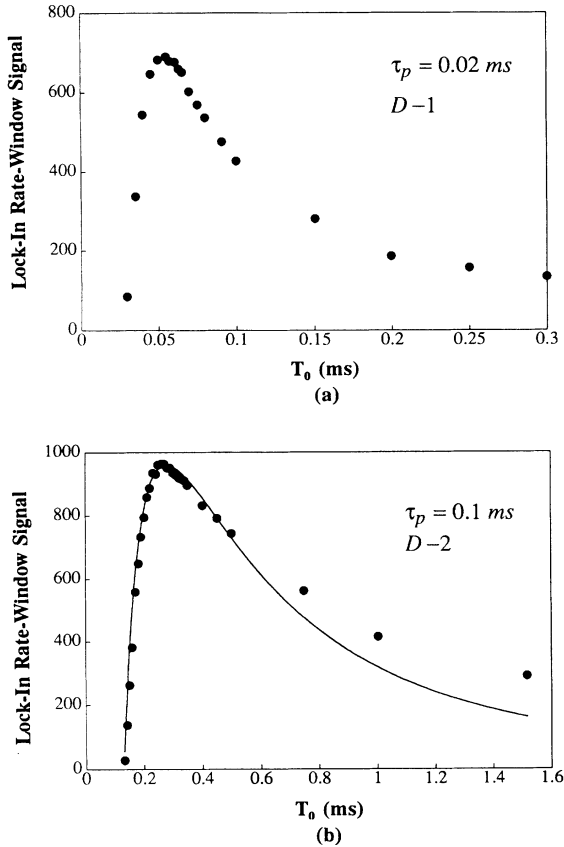 800
600
400
200
0
Lock-In Rate-Window Signal
τp = 0.02 ms
D-1
0 0.05 0.1 0.15 0.2 0.25 0.3
T0 (ms)
(a)
1000
800
600
400
200
0
Lock-In Rate-Window Signal
τp = 0.1 ms
D-2
0 0.2 0.4 0.6 0.8 1 1.2 1.4 1.6
T0 (ms)
(b)